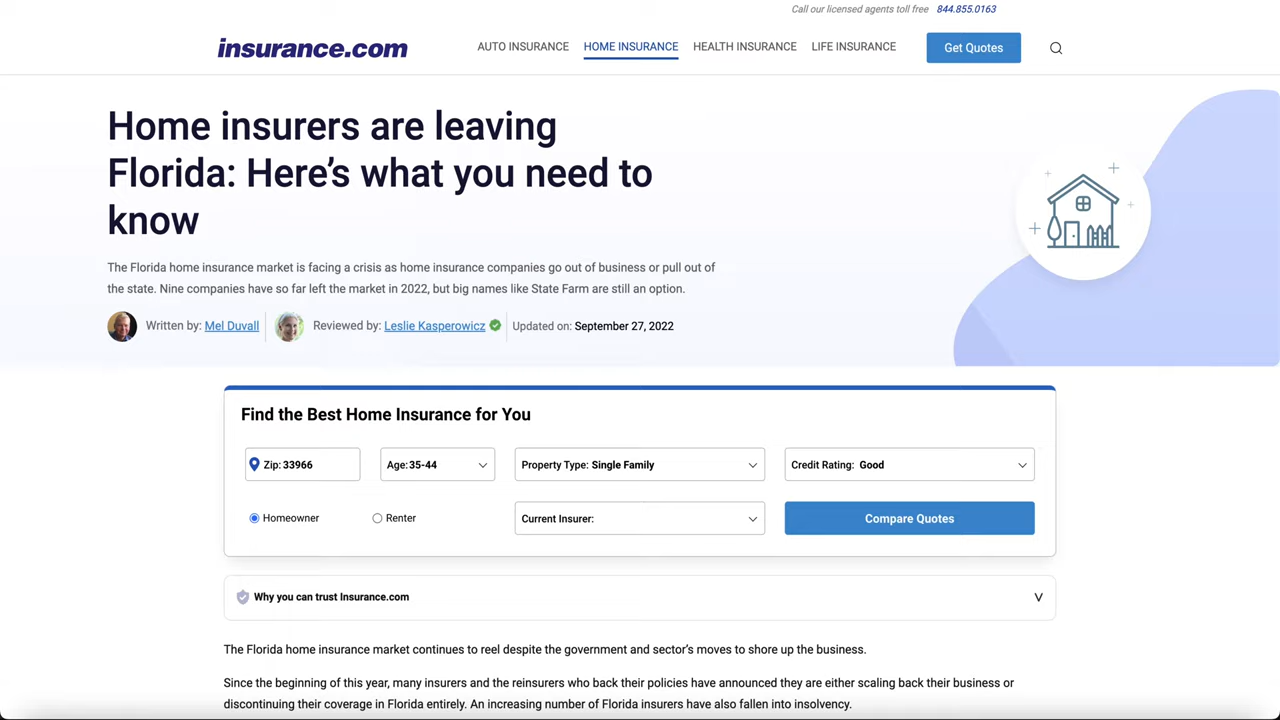 Call our licensed agents toll free 844.855.0163
insurance.com AUTO INSURANCE HOME INSURANCE HEALTH INSURANCE LIFE INSURANCE Get Quotes
Home insurers are leaving
Florida: Here’s what you need to
know
The Florida home insurance market is facing a crisis as home insurance companies go out of business or pull out of
the state. Nine companies have so far left the market in 2022, but big names like State Farm are still an option.
Written by: Mel Duvall Reviewed by: Leslie Kasperowicz Updated on: September 27, 2022
Find the Best Home Insurance for You
Zip: 33966 Age: 35-44 Property Type: Single Family Credit Rating: Good
Homeowner Renter Current Insurer: Compare Quotes
Why you can trust Insurance.com V
The Florida home insurance market continues to reel despite the government and sector’s moves to shore up the business.
Since the beginning of this year, many insurers and the reinsurers who back their policies have announced they are either scaling back their business or
discontinuing their coverage in Florida entirely. An increasing number of Florida insurers have also fallen into insolvency.